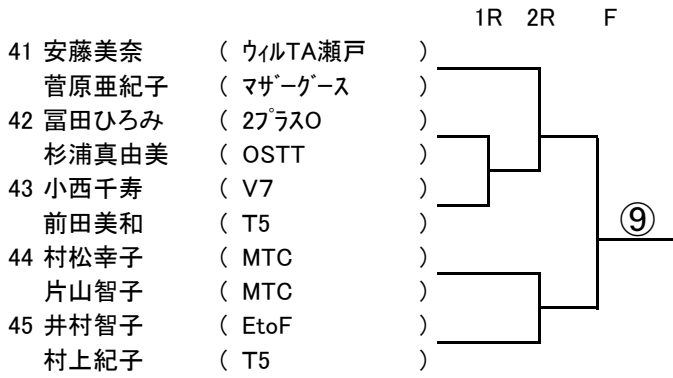 1R 2R F
41 安藤美奈 ( ウィルTA瀬戸 )
菅原亜紀子 ( マザーグース )
42 冨田ひろみ ( 2プラスO )
杉浦真由美 ( OSTT )
43 小西千寿 ( V7 )
前田美和 ( T5 )
⑨
44 村松幸子 ( MTC )
片山智子 ( MTC )
45 井村智子 ( EtoF )
村上紀子 ( T5 )